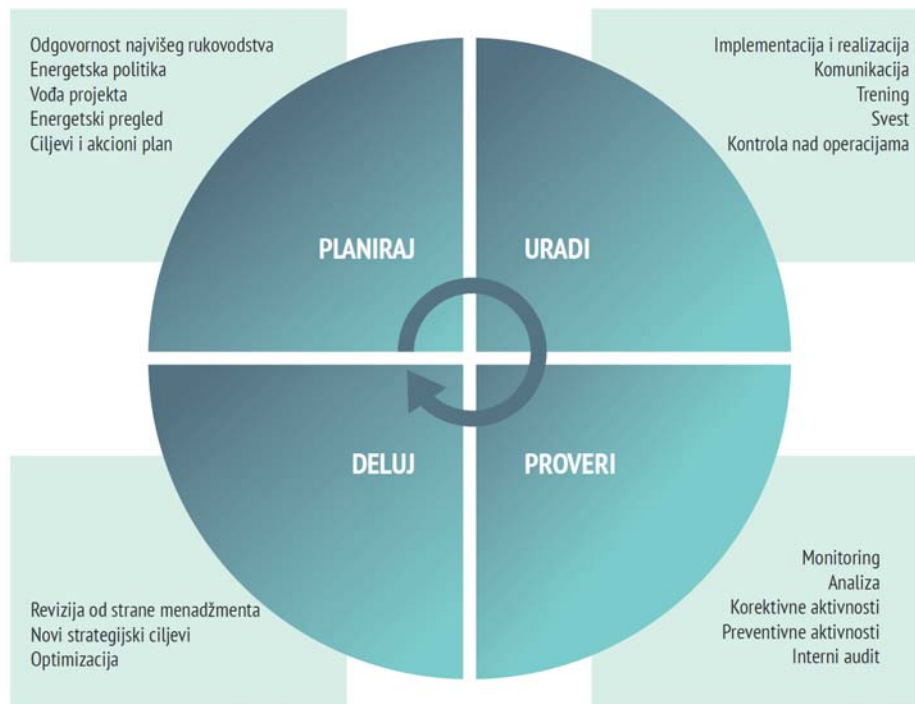 Odgovornost najvišeg rukovodstva
Energetska politika
Vođa projekta
Energetski pregled
Ciljevi i akcioni plan
PLANIRAJ
Implementacija i realizacija
Komunikacija
Trening
Svest
Kontrola nad operacijama
URADI
DELUJ
Revizija od strane menadžmenta
Novi strategijski ciljevi
Optimizacija
PROVERI
Monitoring
Analiza
Korektivne aktivnosti
Preventivne aktivnosti
Interni audit